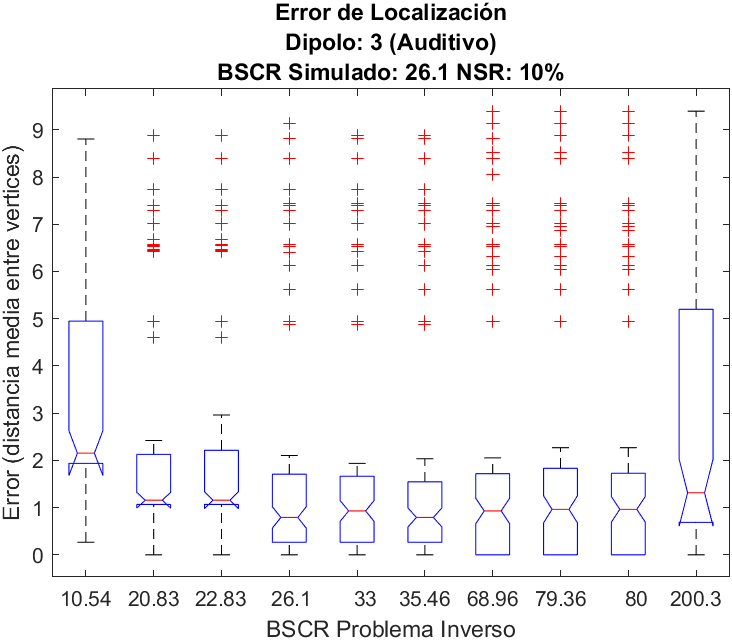 Error de Localización
Dipolo: 3 (Auditivo)
BSCR Simulado: 26.1 NSR: 10%
Error (distancia media entre vertices)
9
8
7
6
5
4
3
2
1
0
10.54 20.83 22.83 26.1 33 35.46 68.96 79.36 80 200.3
BSCR Problema Inverso